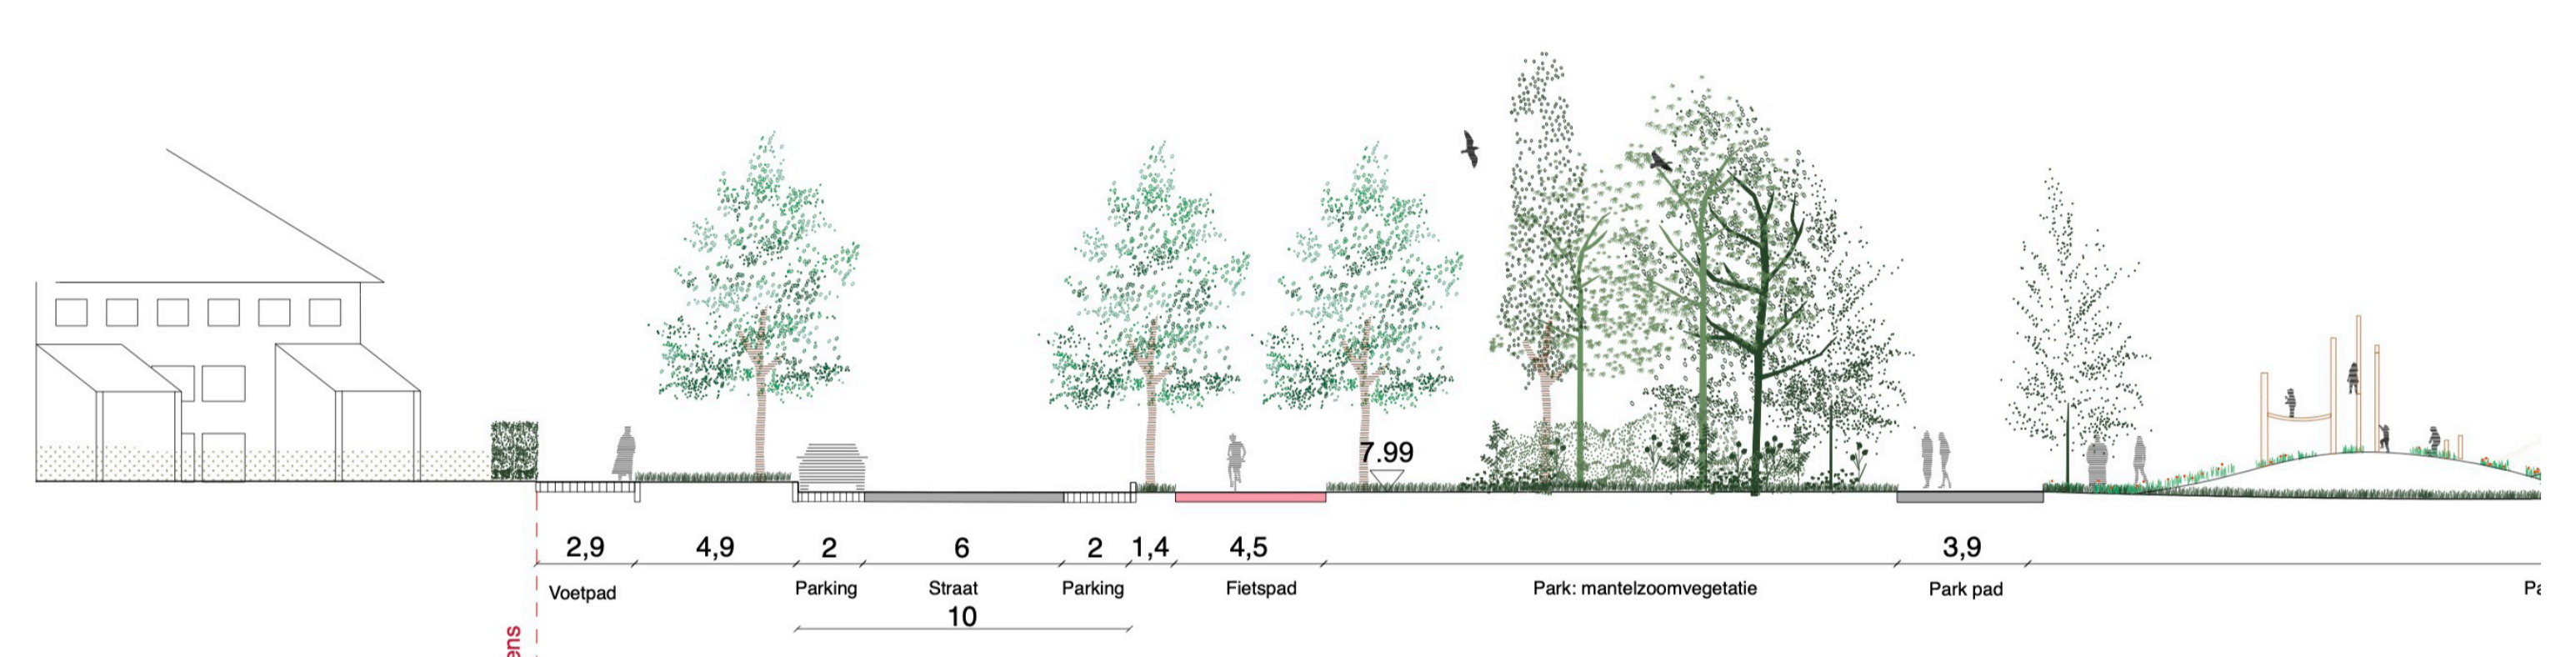 7.99
2,9
4,9
2
6
2
1,4
4,5
3,9
Voetpad
Parking
Straat
Parking
Fietspad
Park: mantelzoomvegetatie
Park pad
10